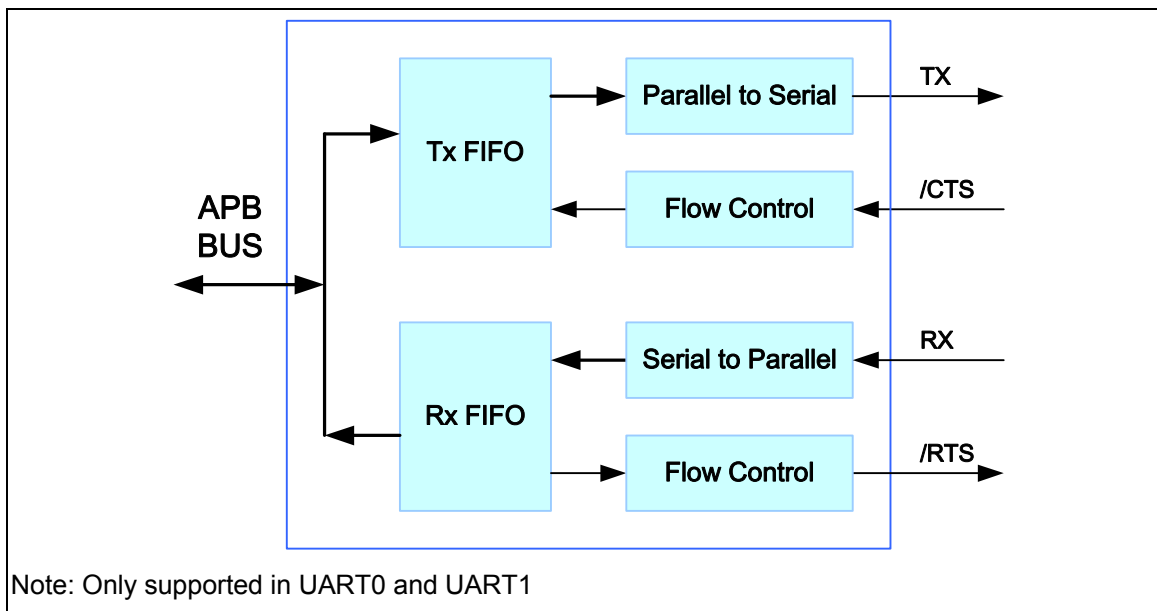 APB
BUS
Tx FIFO
Parallel to Serial
TX
Flow Control
/CTS
Rx FIFO
Serial to Parallel
RX
Flow Control
/RTS
Note: Only supported in UART0 and UART1